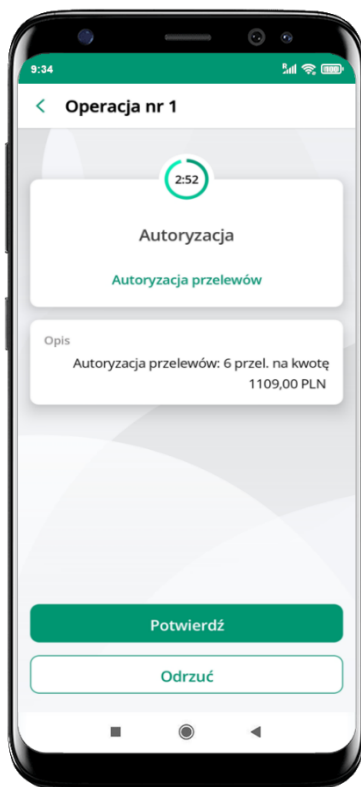 9:34
Operacja nr 1
2:52
Autoryzacja
Autoryzacja przelewów
Opis
Autoryzacja przelewów: 6 przel. na kwotę
1109,00 PLN
Potwierdź
Odrzuć